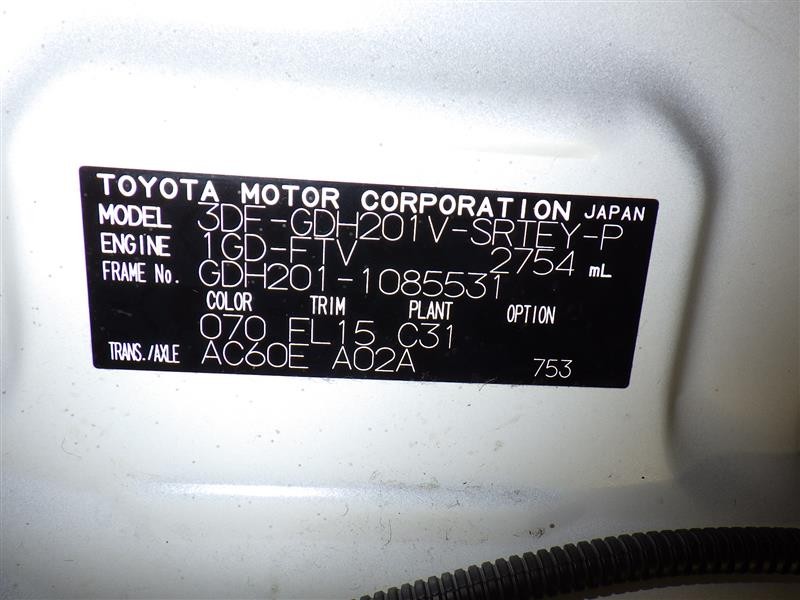 TOYOTA MOTOR CORPORATION JAPAN
MODEL 3DF-GDH201V-SRTEY-P
ENGINE 1GD-FTV 2754 mL
FRAME No. GDH201-1085531
COLOR TRIM PLANT OPTION
070 FL15 C31
TRANS./AXLE AC60E A02A 753